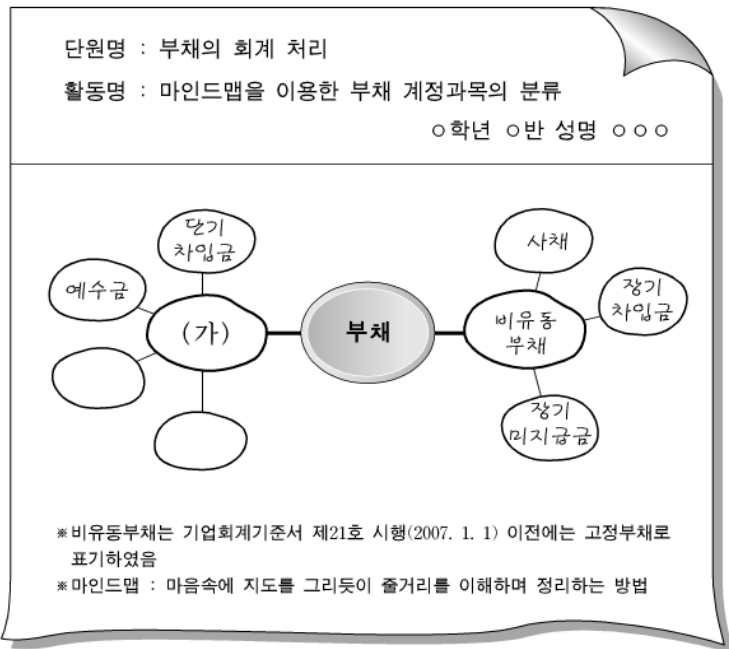 단원명 : 부채의 회계 처리
활동명 : 마인드맵을 이용한 부채 계정과목의 분류
○학년 ○반 성명 ○○○
단기
차입금
예수금
(가)
부채
사채
장기
차입금
비유동
부채
장기
미지급금
※비유동부채는 기업회계기준서 제21호 시행(2007. 1. 1) 이전에는 고정부채로
표기하였음
※마인드맵 : 마음속에 지도를 그리듯이 줄거리를 이해하며 정리하는 방법